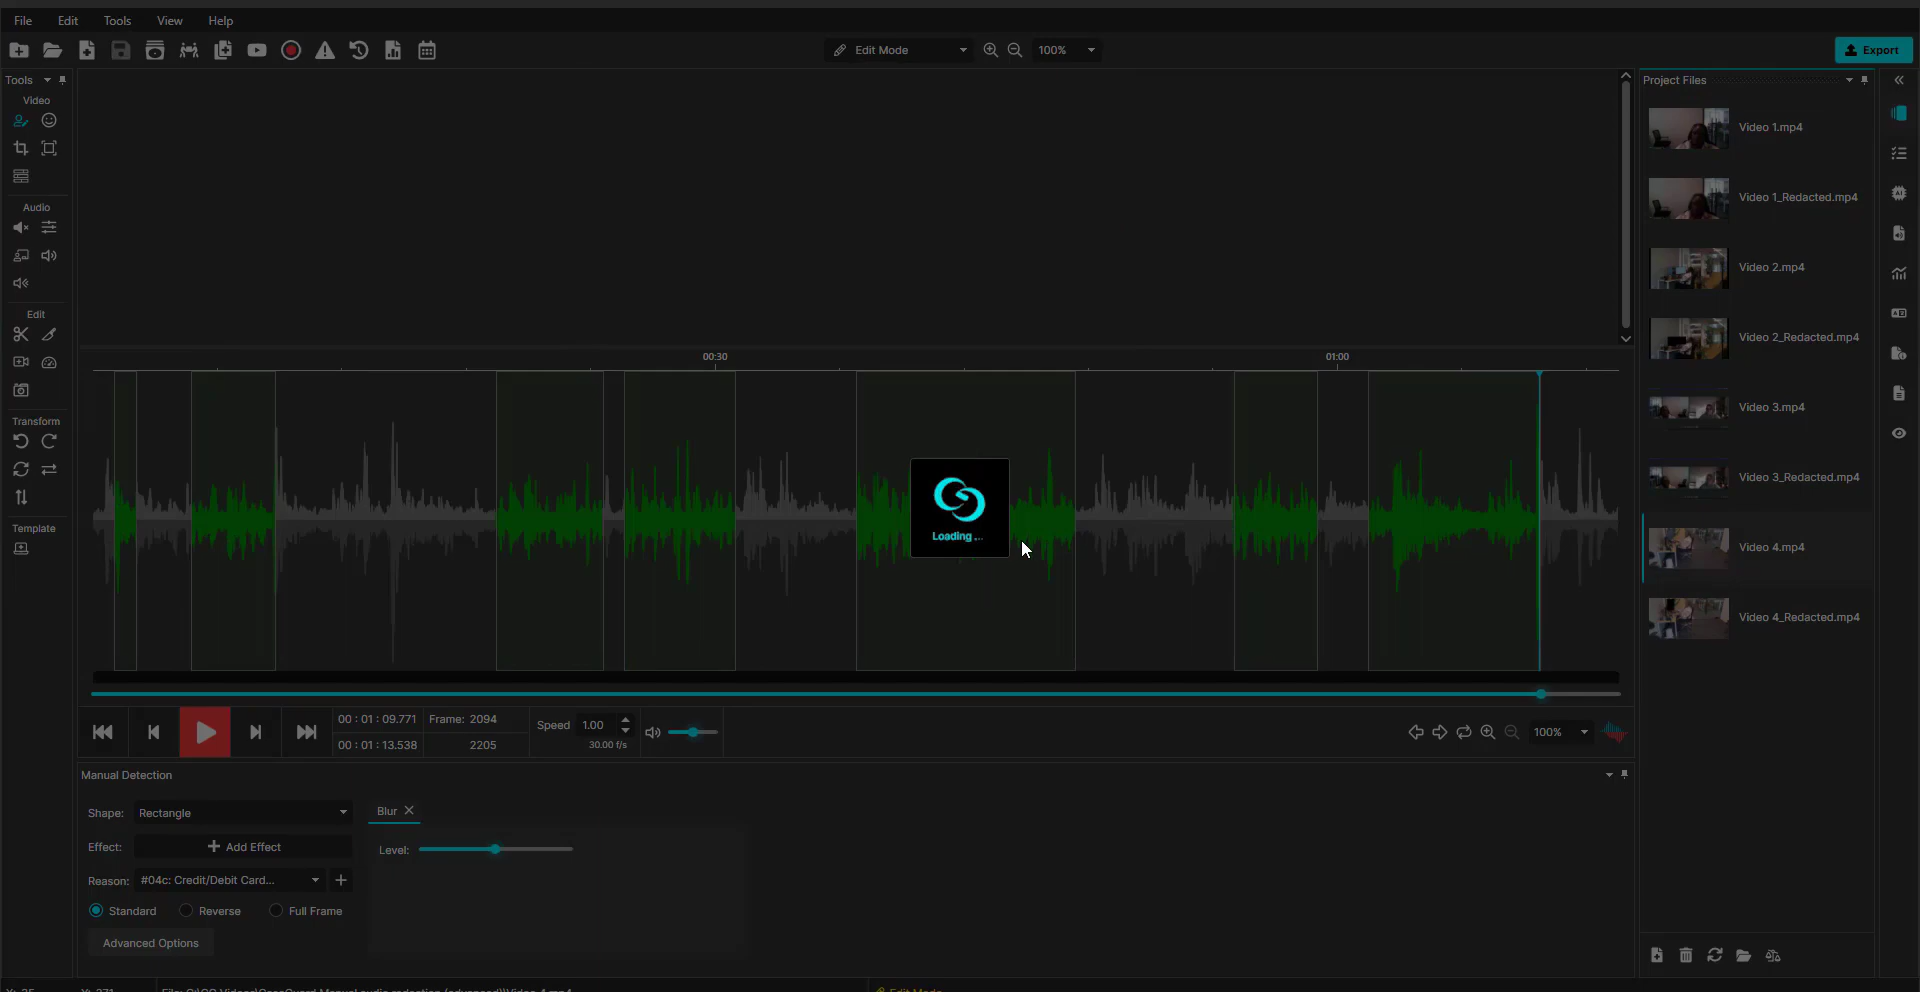 File Edit Tools View Help
Edit Mode 100% Export
Tools
Video
Audio
Edit
Transform
Template
00:30 01:00
Loading ...
00 : 01 : 09.771 Frame: 2094
00 : 01 : 13.538 2205
Speed 1.00
30.00 f/s
100%
Manual Detection
Shape: Rectangle
Effect: Add Effect
Reason: #04c: Credit/Debit Card...
Standard Reverse Full Frame
Advanced Options
Blur
Level:
Project Files
Video 1.mp4
Video 1_Redacted.mp4
Video 2.mp4
Video 2_Redacted.mp4
Video 3.mp4
Video 3_Redacted.mp4
Video 4.mp4
Video 4_Redacted.mp4
Edit Mode